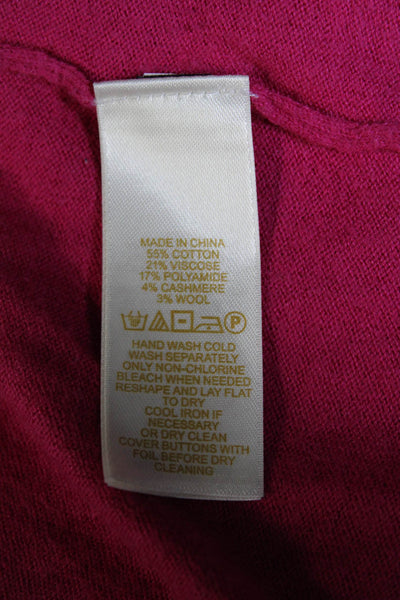 MADE IN CHINA
55% COTTON
21% VISCOSE
17% POLYAMIDE
4% CASHMERE
3% WOOL
P
HAND WASH COLD
WASH SEPARATELY
ONLY NON-CHLORINE
BLEACH WHEN NEEDED
RESHAPE AND LAY FLAT
TO DRY
COOL IRON IF
NECESSARY
OR DRY CLEAN
COVER BUTTONS WITH
FOIL BEFORE DRY
CLEANING